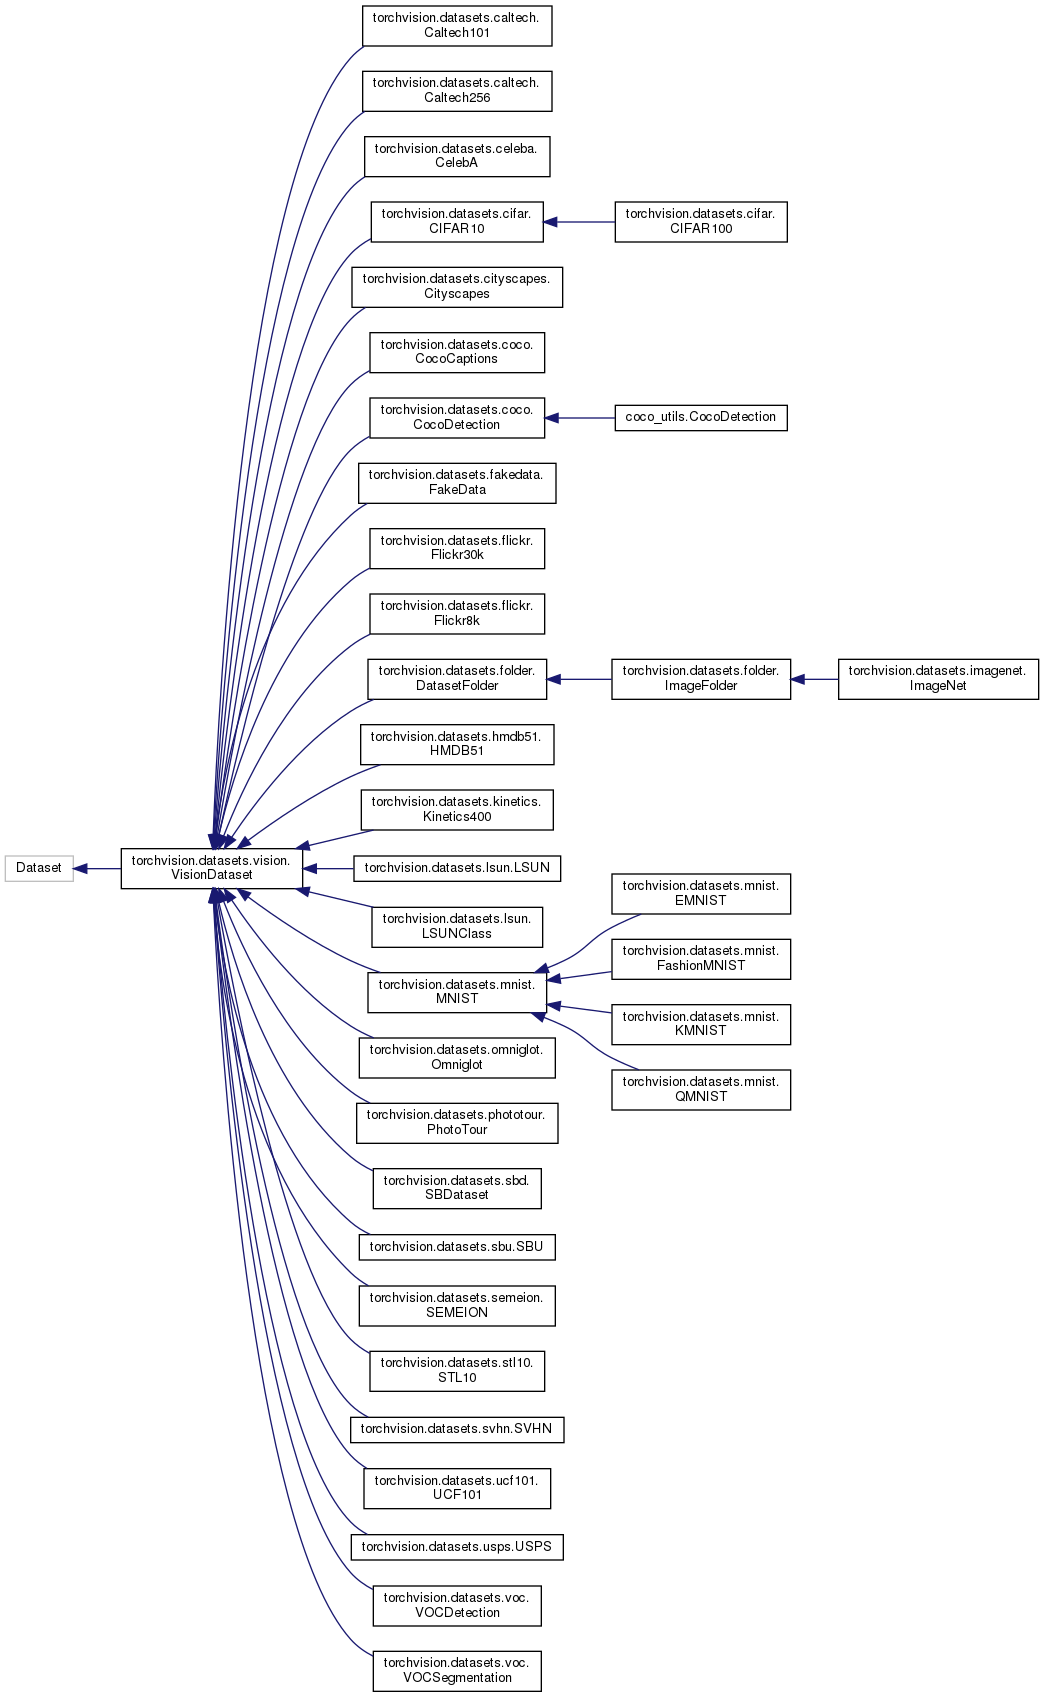 torchvision.datasets.caltech.
Caltech101
torchvision.datasets.caltech.
Caltech256
torchvision.datasets.celeba.
CelebA
torchvision.datasets.cifar.
CIFAR10
torchvision.datasets.cifar.
CIFAR100
torchvision.datasets.cityscapes.
Cityscapes
torchvision.datasets.coco.
CocoCaptions
torchvision.datasets.coco.
CocoDetection
coco_utils.CocoDetection
torchvision.datasets.fakedata.
FakeData
torchvision.datasets.flickr.
Flickr30k
torchvision.datasets.flickr.
Flickr8k
torchvision.datasets.folder.
DatasetFolder
torchvision.datasets.folder.
ImageFolder
torchvision.datasets.imagenet.
ImageNet
torchvision.datasets.hmdb51.
HMDB51
torchvision.datasets.kinetics.
Kinetics400
Dataset
torchvision.datasets.vision.
VisionDataset
torchvision.datasets.lsun.LSUN
torchvision.datasets.lsun.
LSUNClass
torchvision.datasets.mnist.
EMNIST
torchvision.datasets.mnist.
FashionMNIST
torchvision.datasets.mnist.
MNIST
torchvision.datasets.mnist.
KMNIST
torchvision.datasets.omniglot.
Omniglot
torchvision.datasets.mnist.
QMNIST
torchvision.datasets.phototour.
PhotoTour
torchvision.datasets.sbd.
SBDataset
torchvision.datasets.sbu.SBU
torchvision.datasets.semeion.
SEMEION
torchvision.datasets.stl10.
STL10
torchvision.datasets.svhn.SVHN
torchvision.datasets.ucf101.
UCF101
torchvision.datasets.usps.USPS
torchvision.datasets.voc.
VOCDetection
torchvision.datasets.voc.
VOCSegmentation